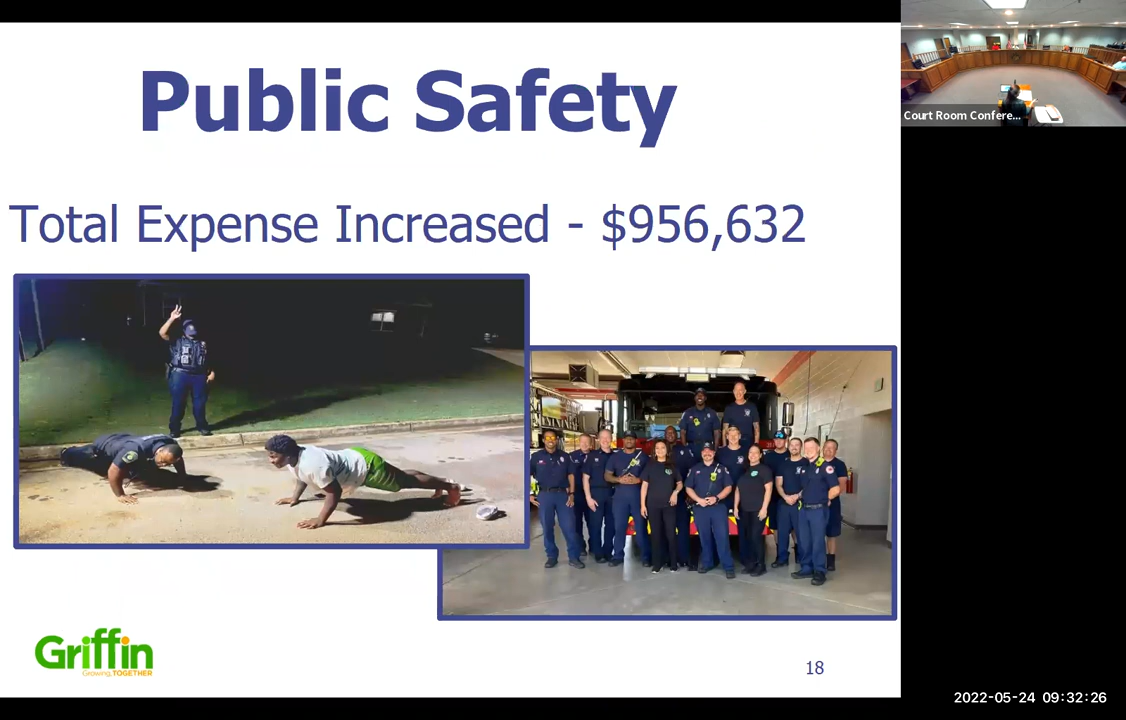 Public Safety
Total Expense Increased - $956,632
Griffin
Growing TOGETHER
18
Court Room Confere...
2022-05-24 09:32:26